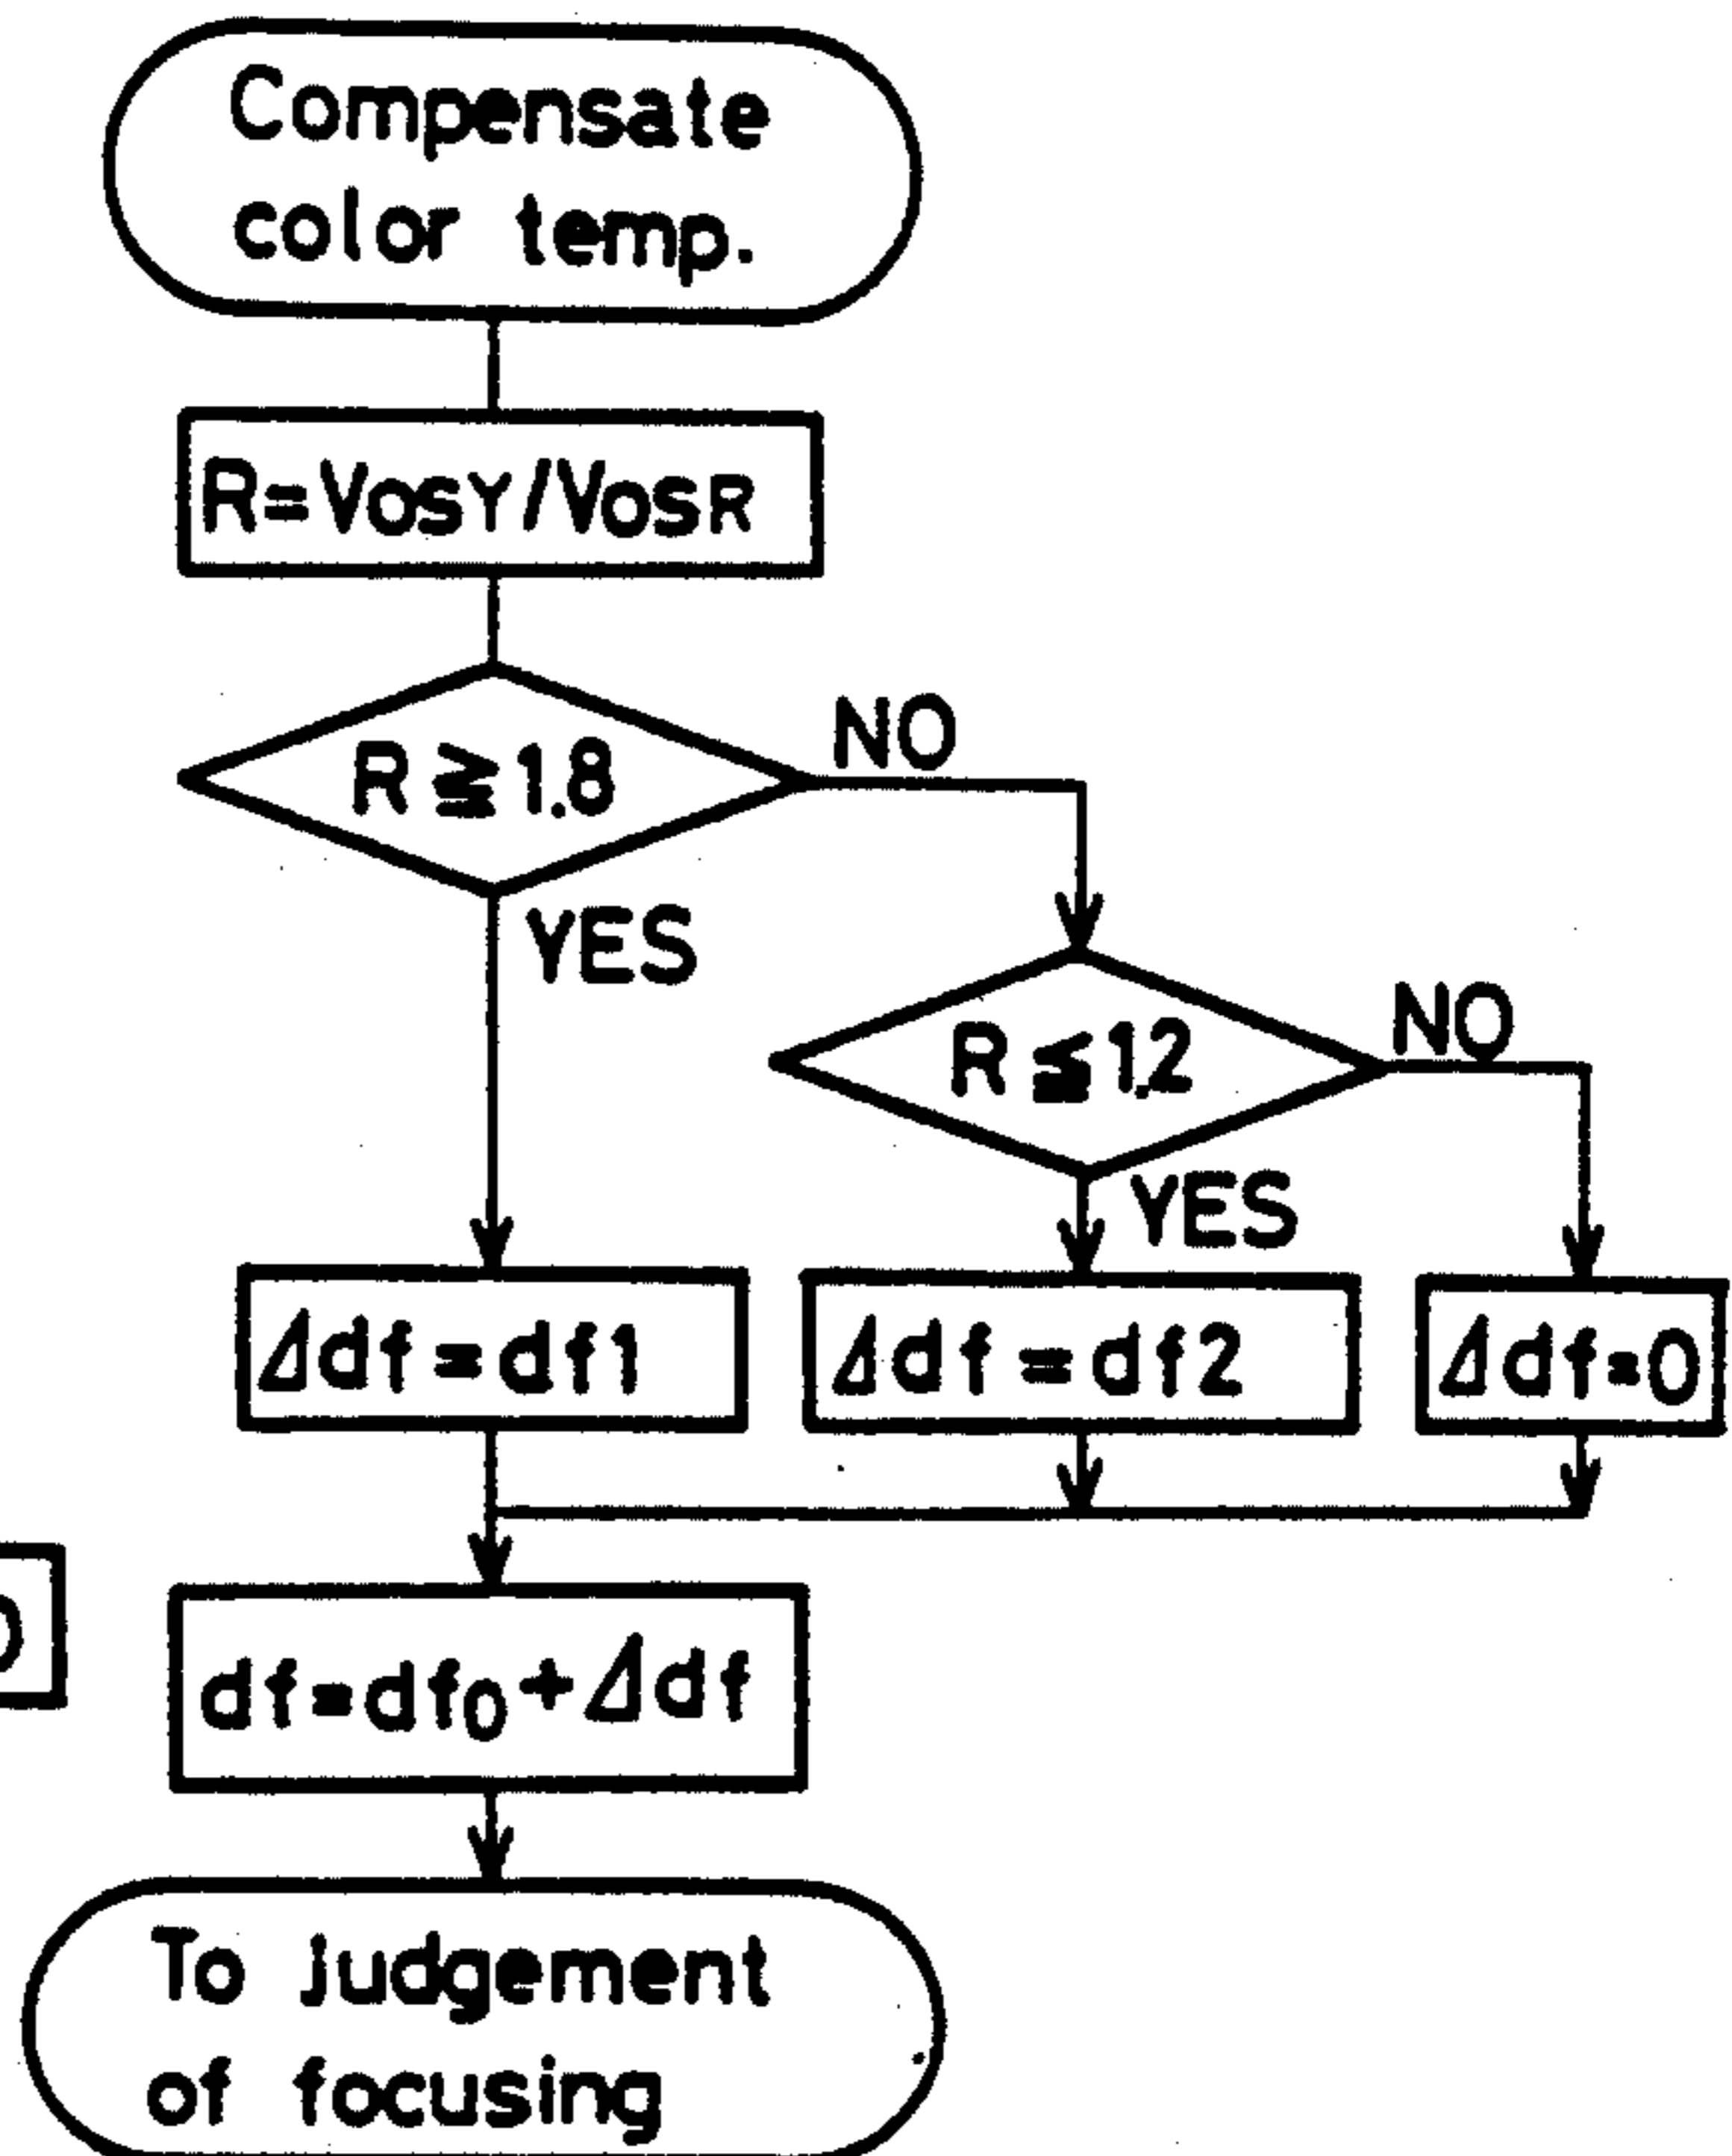 Compensate
color temp.
R=VOSY/VOSR
R≧1.8
NO
YES
R≦1.2
NO
YES
Δdf=df1
Δdf=df2
Δdf=0
df=df0+Δdf
To judgement
of focusing